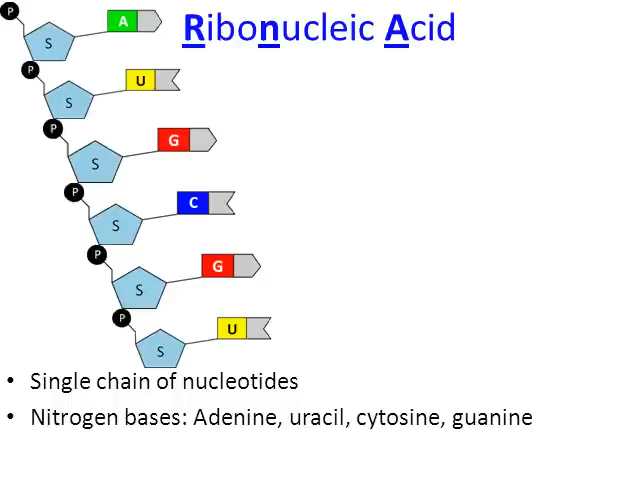 Ribonucleic Acid
P
A
S
P
U
S
P
G
S
P
C
S
P
G
S
P
U
S
• Single chain of nucleotides
• Nitrogen bases: Adenine, uracil, cytosine, guanine